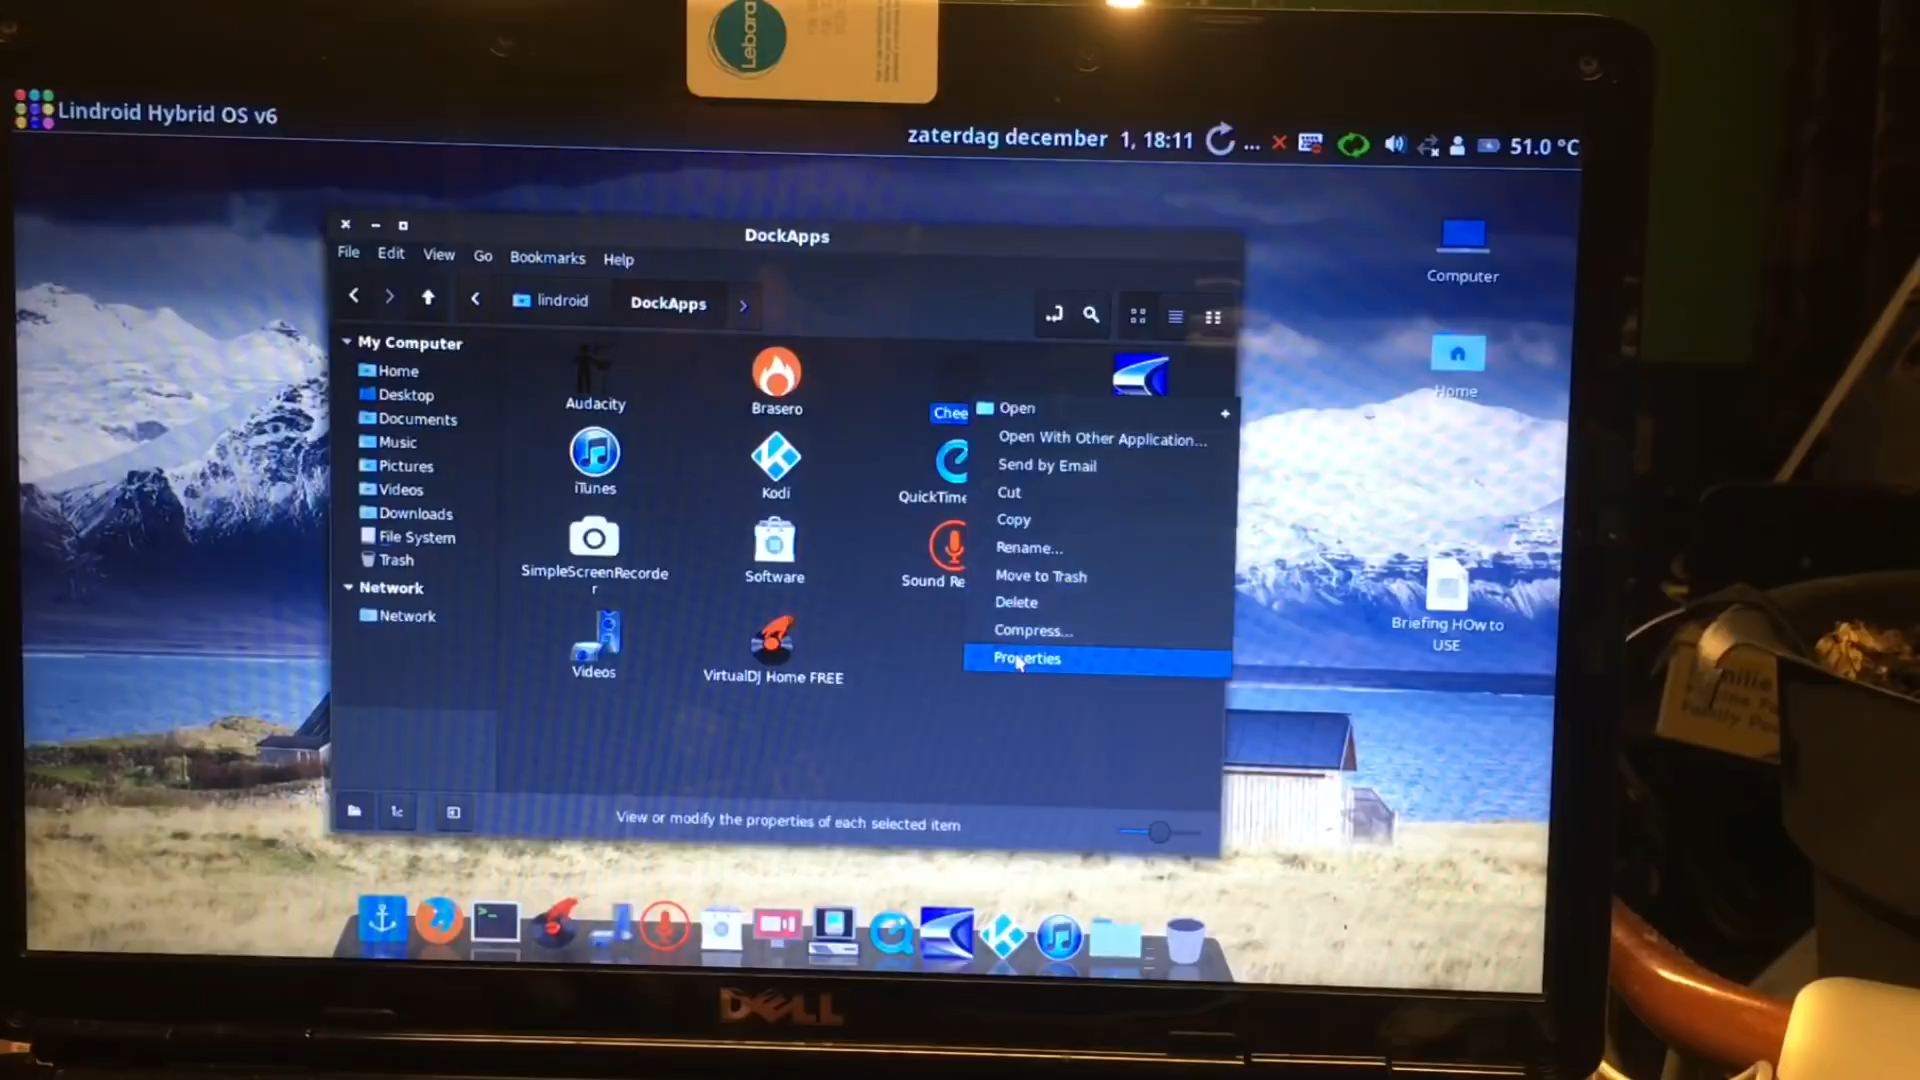 Lebara
Lindroid Hybrid OS v6
zaterdag december 1, 18:11 ... 51.0 °C
DockApps
File Edit View Go Bookmarks Help
lindroid DockApps
My Computer
Home
Desktop
Documents
Music
Pictures
Videos
Downloads
File System
Trash
Network
Network
Audacity
Brasero
Chee
iTunes
Kodi
QuickTime
SimpleScreenRecorde
r
Software
Sound Re
Videos
VirtualDJ Home FREE
Open
Open With Other Application...
Send by Email
Cut
Copy
Rename...
Move to Trash
Delete
Compress...
Properties
View or modify the properties of each selected item
Computer
Home
Briefing HOw to
USE
DELL